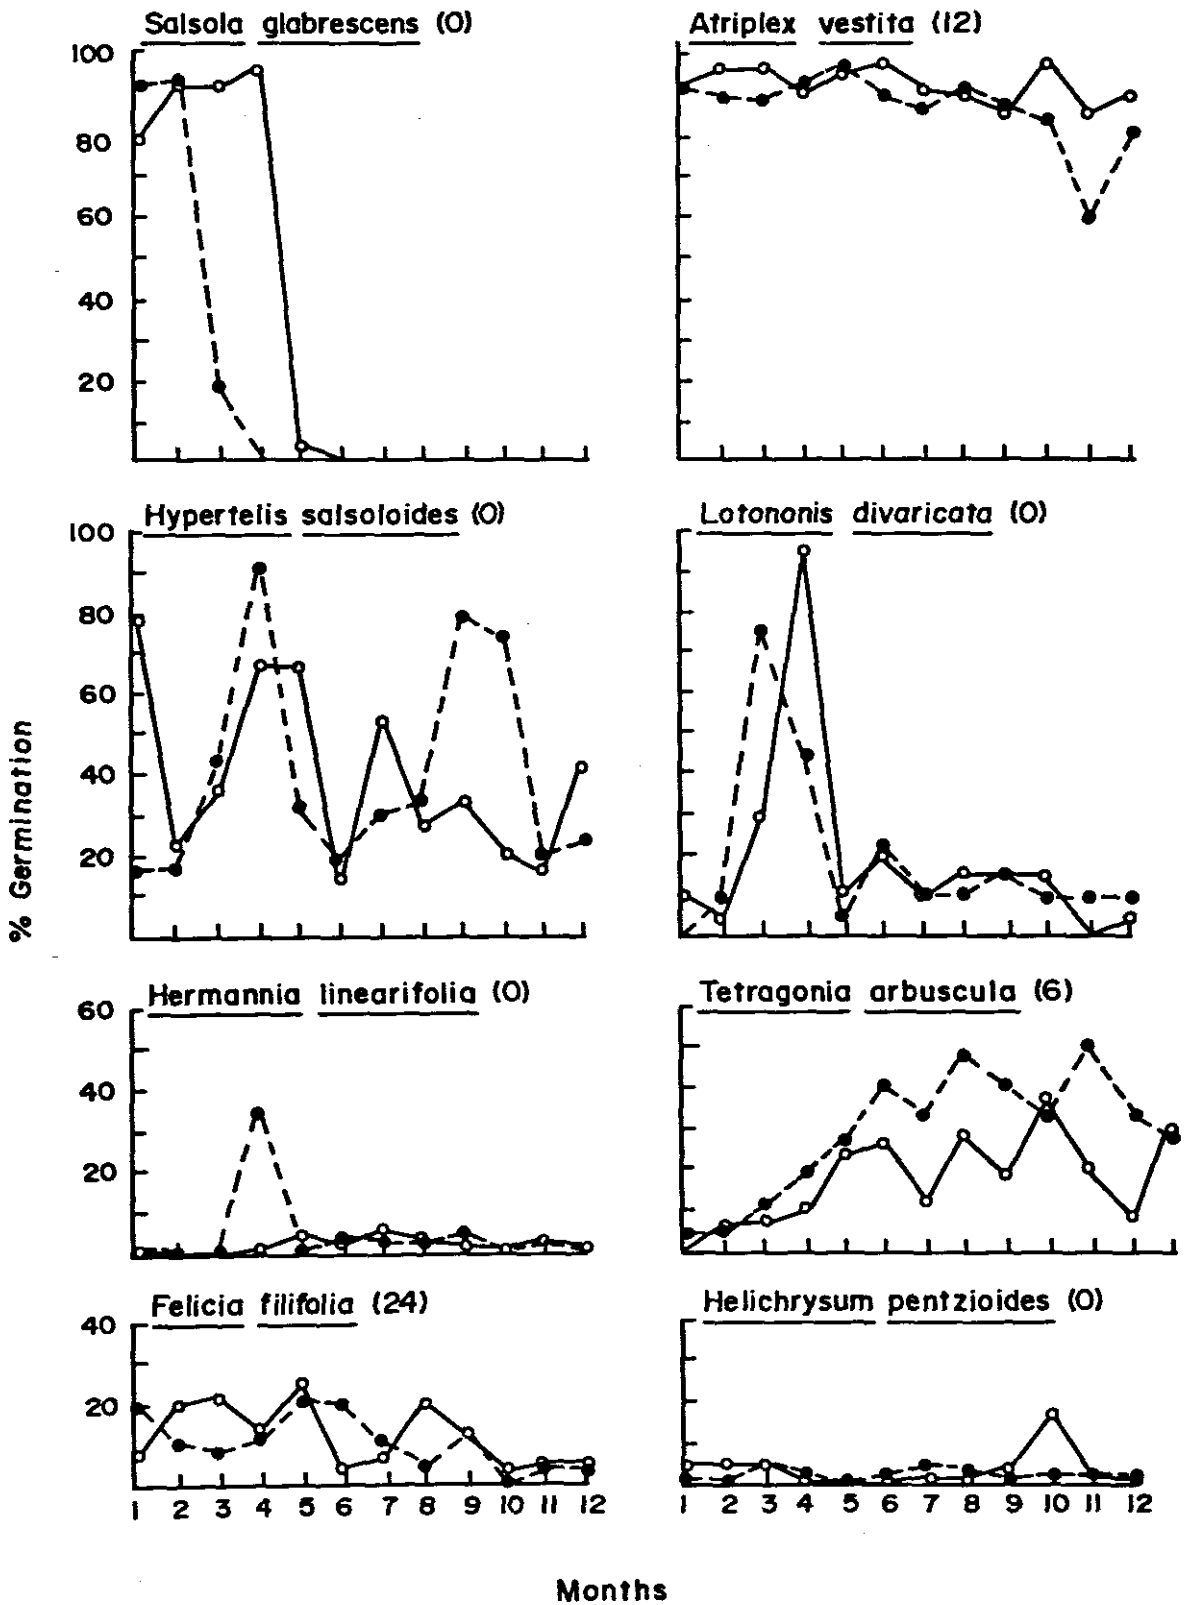 Salsola glabrescens (0)
Atriplex vestita (12)
100
80
60
40
20
Hypertelis salsoloides (0)
Lotononis divaricata (0)
100
80
60
40
20
% Germination
Hermannia linearifolia (0)
Tetragonia arbuscula (6)
60
40
20
Felicia filifolia (24)
Helichrysum pentzioides (0)
40
20
1 2 3 4 5 6 7 8 9 10 11 12
1 2 3 4 5 6 7 8 9 10 11 12
Months